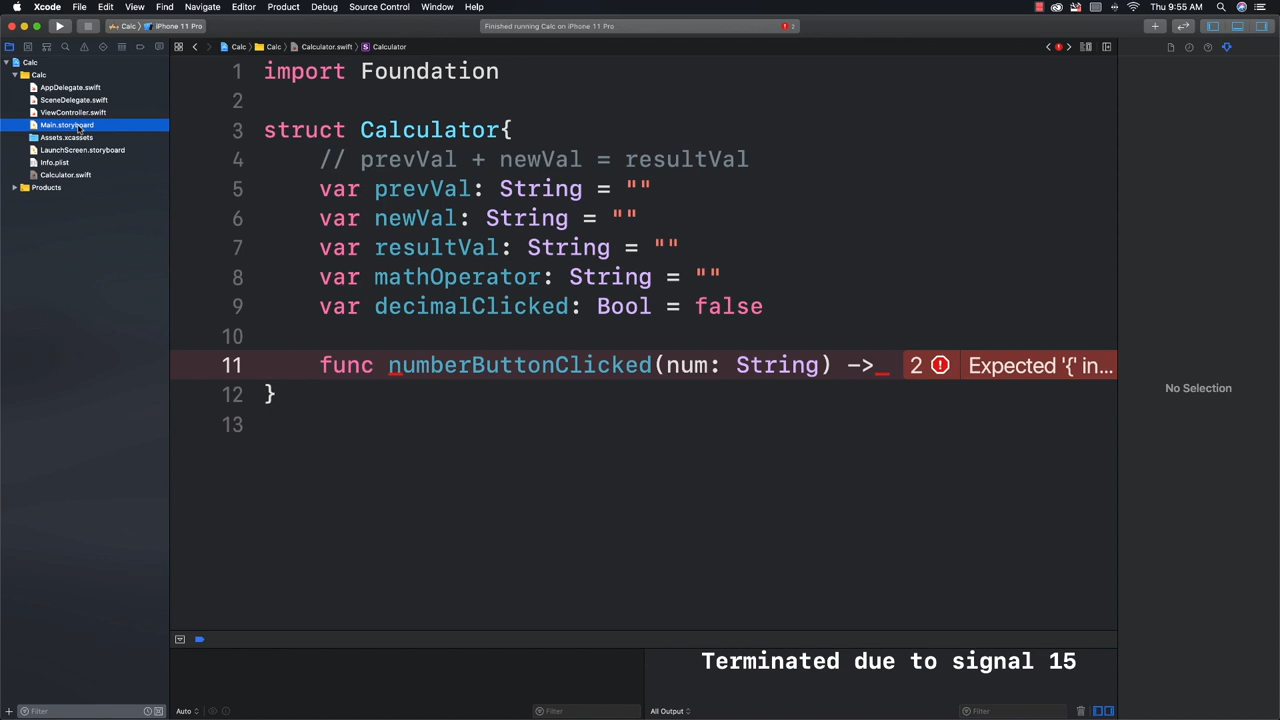 Xcode File Edit View Find Navigate Editor Product Debug Source Control Window Help Thu 9:55 AM
Calc iPhone 11 Pro Finished running Calc on iPhone 11 Pro 2
Calc Calc Calculator.swift S Calculator
Calc
Calc
AppDelegate.swift
SceneDelegate.swift
ViewController.swift
Main.storyboard
Assets.xcassets
LaunchScreen.storyboard
Info.plist
Calculator.swift
Products
1 import Foundation
2
3 struct Calculator{
4 // prevVal + newVal = resultVal
5 var prevVal: String = ""
6 var newVal: String = ""
7 var resultVal: String = ""
8 var mathOperator: String = ""
9 var decimalClicked: Bool = false
10
11 func numberButtonClicked(num: String) -> 2 Expected '{' in...
12 }
13
No Selection
Terminated due to signal 15
Filter Auto Filter All Output Filter